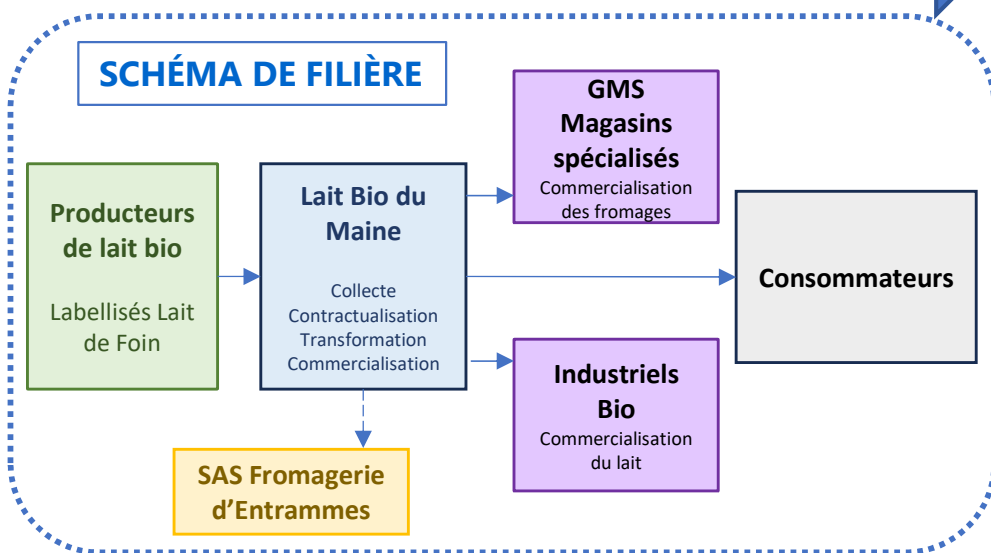 SCHÉMA DE FILIÈRE
Producteurs
de lait bio
Labellisés Lait
de Foin
Lait Bio du
Maine
Collecte
Contractualisation
Transformation
Commercialisation
SAS Fromagerie
d’Entrammes
GMS
Magasins
spécialisés
Commercialisation
des fromages
Industriels
Bio
Commercialisation
du lait
Consommateurs